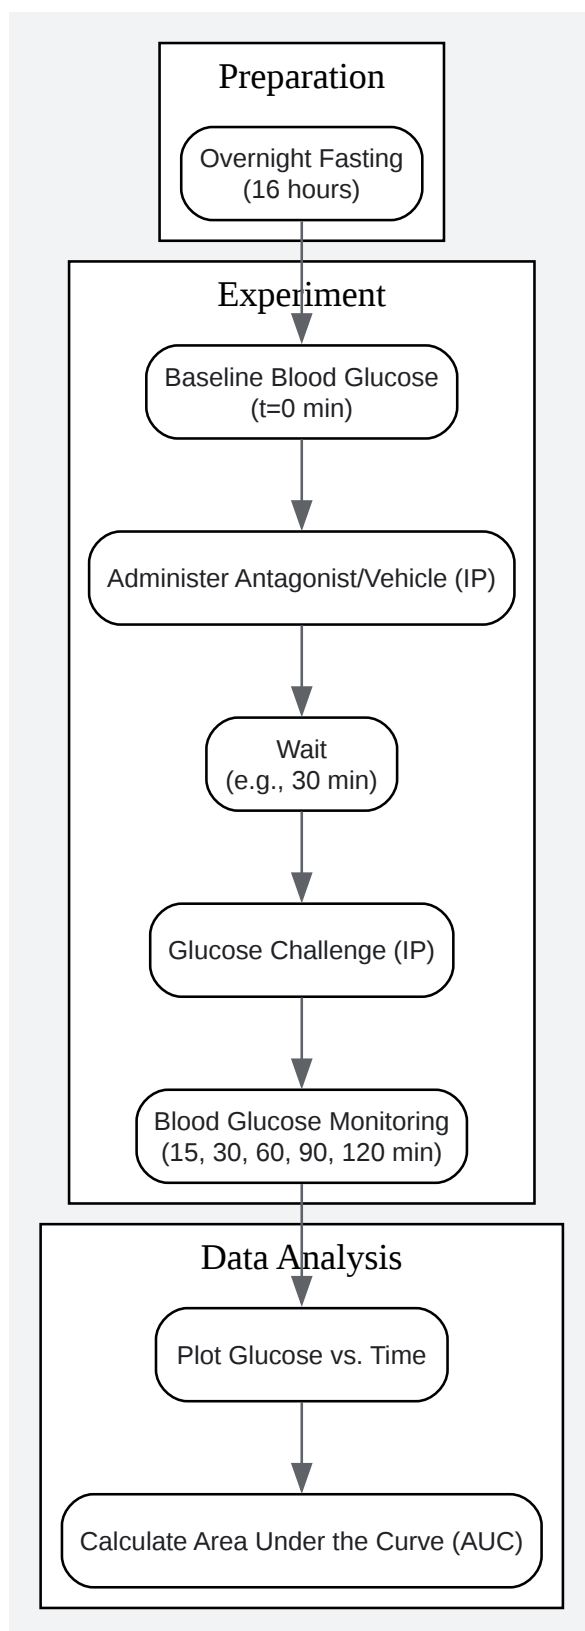 Preparation
Overnight Fasting
(16 hours)
Experiment
Baseline Blood Glucose
(t=0 min)
Administer Antagonist/Vehicle (IP)
Wait
(e.g., 30 min)
Glucose Challenge (IP)
Blood Glucose Monitoring
(15, 30, 60, 90, 120 min)
Data Analysis
Plot Glucose vs. Time
Calculate Area Under the Curve (AUC)